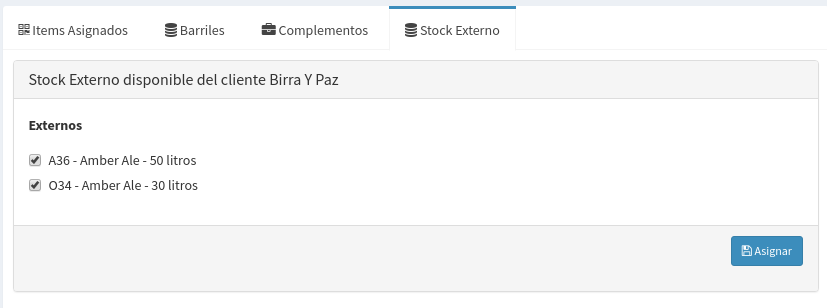 Items Asignados Barriles Complementos Stock Externo
Stock Externo disponible del cliente Birra Y Paz
Externos
A36 - Amber Ale - 50 litros
O34 - Amber Ale - 30 litros
Asignar